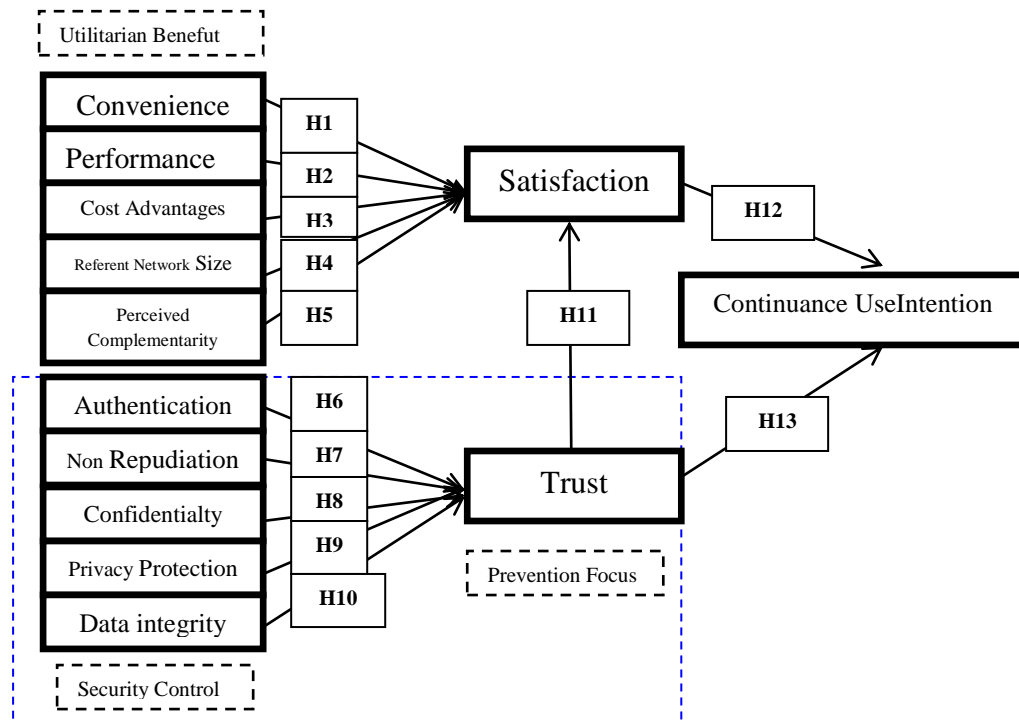 Utilitarian Benefut
Convenience
Performance
Cost Advantages
Referent Network Size
Perceived
Complementarity
H1
H2
H3
H4
H5
Satisfaction
H12
Continuance UseIntention
H11
H13
Authentication
Non Repudiation
Confidentialty
Privacy Protection
Data integrity
H6
H7
H8
H9
H10
Trust
Prevention Focus
Security Control